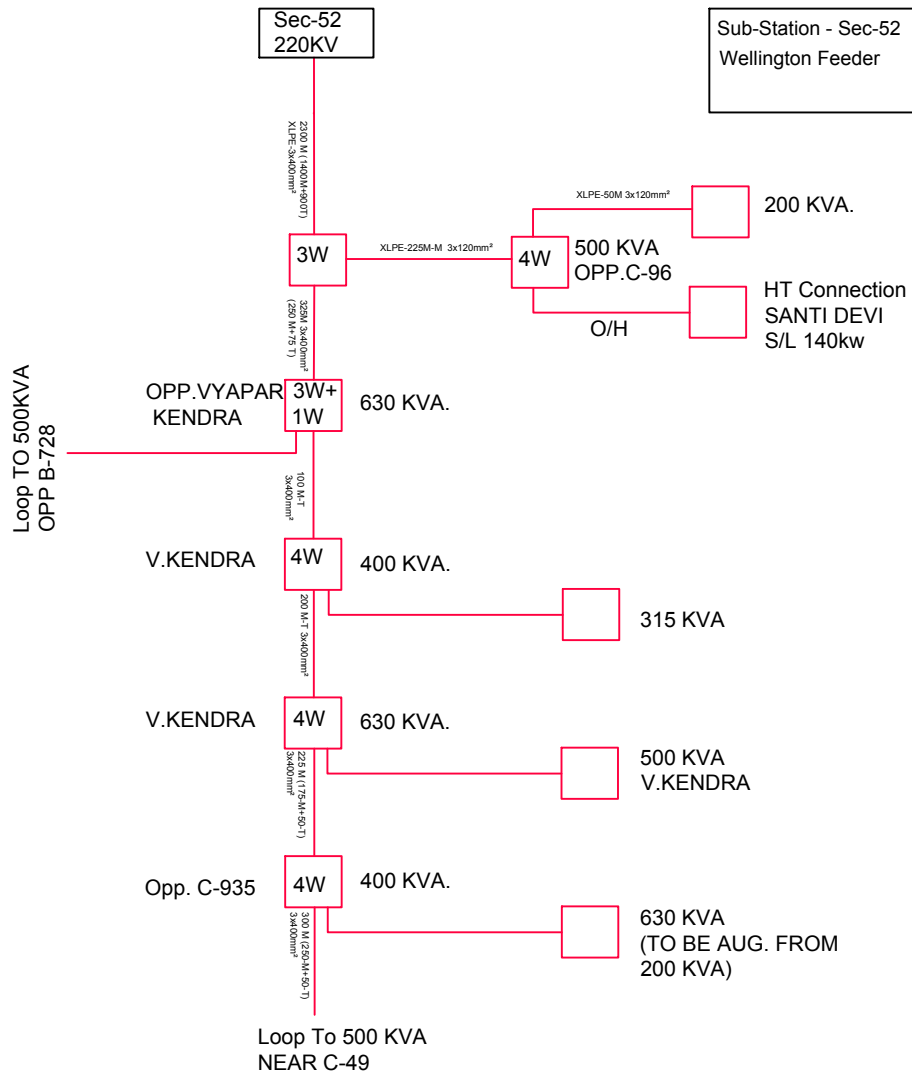 Sec-52
220KV
Sub-Station - Sec-52
Wellington Feeder
2300 M (1400M+900T)
XLPE-3x400mm²
XLPE-50M 3x120mm²
200 KVA.
3W
XLPE-225M-M 3x120mm²
4W
500 KVA
OPP.C-96
HT Connection
SANTI DEVI
S/L 140kw
O/H
325M 3x400mm²
(250 M+75 T)
OPP.VYAPAR
KENDRA
3W+
1W
630 KVA.
Loop TO 500KVA
OPP B-728
100 M-T
3x400mm²
V.KENDRA
4W
400 KVA.
315 KVA
200 M-T 3x400mm²
V.KENDRA
4W
630 KVA.
500 KVA
V.KENDRA
225 M (175-M+50-T)
3x400mm²
Opp. C-935
4W
400 KVA.
630 KVA
(TO BE AUG. FROM
200 KVA)
300 M (250-M+50-T)
3x400mm²
Loop To 500 KVA
NEAR C-49